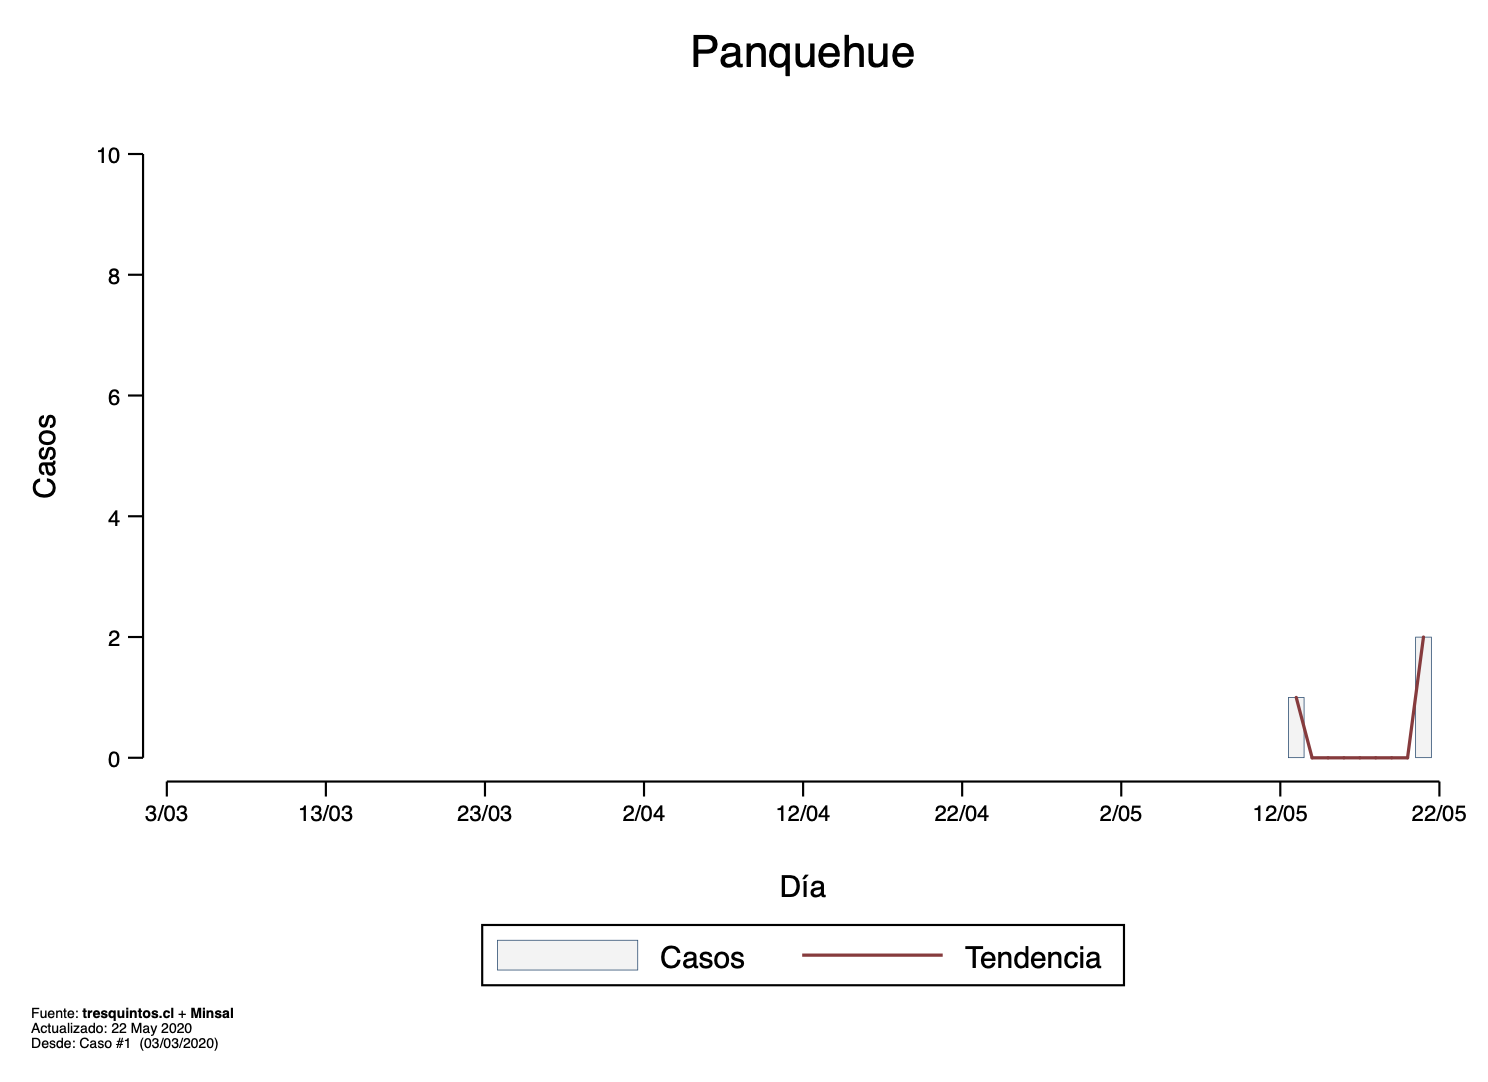 Panquehue
10
8
6
4
2
0
Casos
3/03 13/03 23/03 2/04 12/04 22/04 2/05 12/05 22/05
Día
Casos Tendencia
Fuente: tresquintos.cl + Minsal
Actualizado: 22 May 2020
Desde: Caso #1 (03/03/2020)